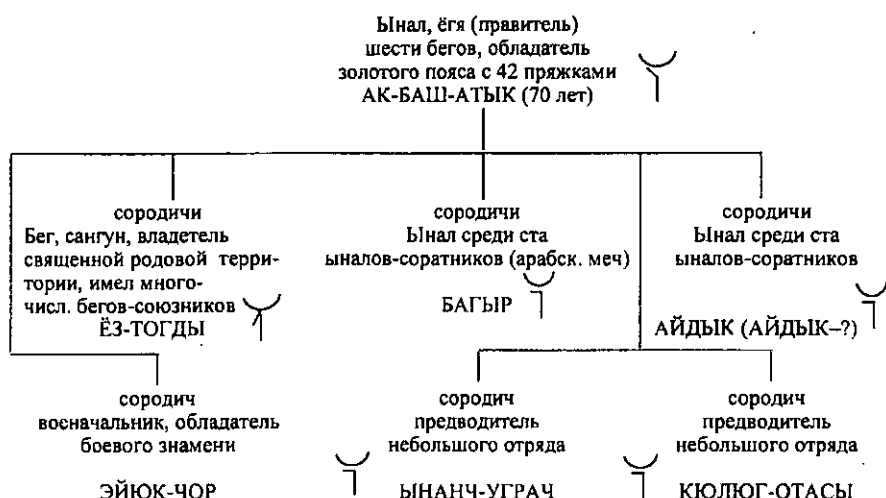 Ынал, ёгя (правитель)
шести бегов, обладатель
золотого пояса с 42 пряжками
АК-БАШ-АТЫК (70 лет)
сородичи
Бег, сангун, владетель
священной родовой терри-
тории, имел много-
числ. бегов-союзников
ЁЗ-ТОГДЫ
сородичи
Ынал среди ста
ыналов-соратников (арабск. меч)
БАГЫР
сородичи
Ынал среди ста
ыналов-соратников
АЙДЫК (АЙДЫК–?)
сородич
военачальник, обладатель
боевого знамени
ЭЙЮК-ЧОР
сородич
предводитель
небольшого отряда
ЫНАНЧ-УГРАЧ
сородич
предводитель
небольшого отряда
КЮЛЮГ-ОТАСЫ